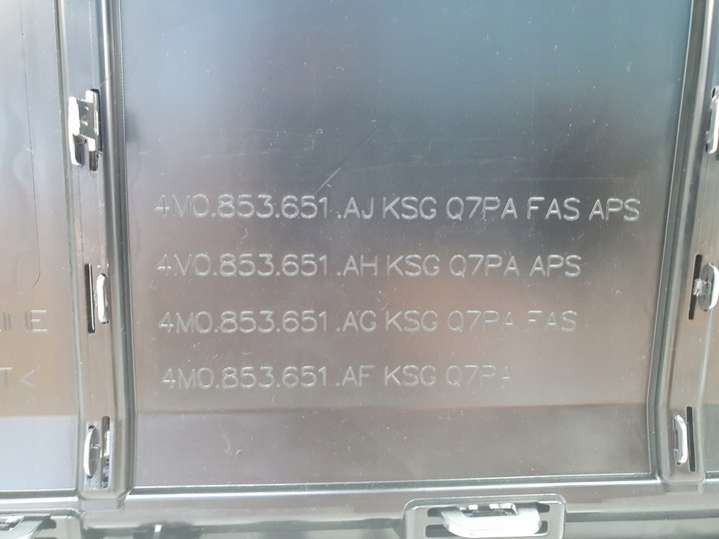 4M0.853.651.AJ KSG Q7PA FAS APS
4M0.853.651.AH KSG Q7PA APS
4M0.853.651.AG KSG Q7PA FAS
4M0.853.651.AF KSG Q7PA
T<